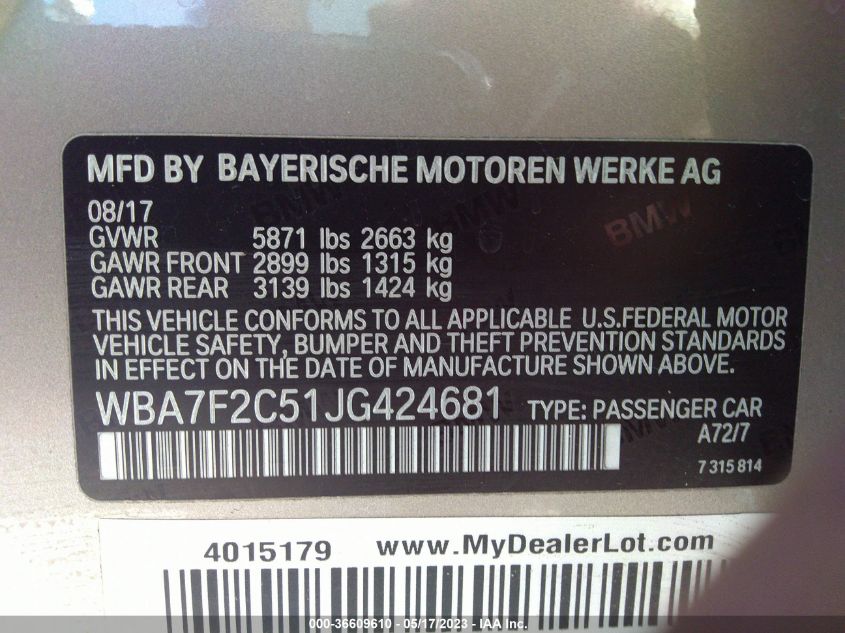 MFD BY BAYERISCHE MOTOREN WERKE AG
08/17
GVWR 5871 lbs 2663 kg
GAWR FRONT 2899 lbs 1315 kg
GAWR REAR 3139 lbs 1424 kg
THIS VEHICLE CONFORMS TO ALL APPLICABLE U.S.FEDERAL MOTOR
VEHICLE SAFETY, BUMPER AND THEFT PREVENTION STANDARDS
IN EFFECT ON THE DATE OF MANUFACTURE SHOWN ABOVE.
WBA7F2C51JG424681 TYPE: PASSENGER CAR
A72/7
7 315 814
BMW
4015179 www.MyDealerLot.com
000-36609610 - 05/17/2023 - IAA Inc.